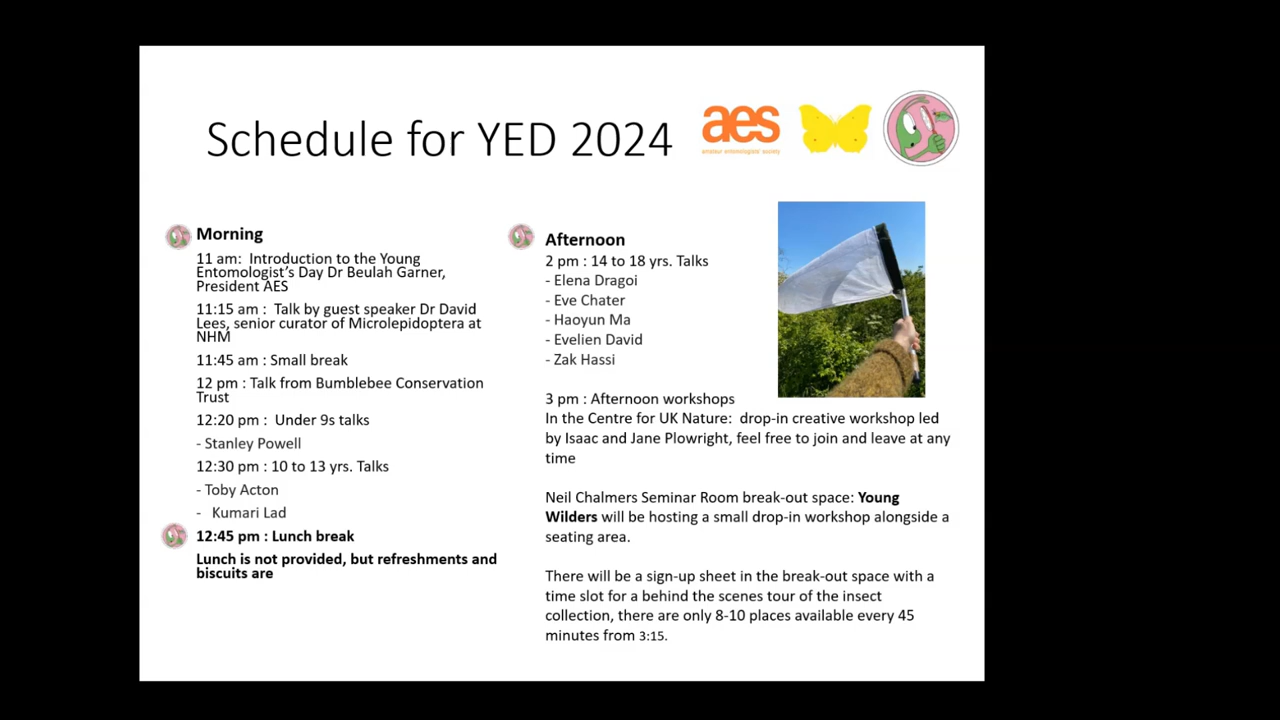 Schedule for YED 2024
aes
amateur entomologists' society
Morning
11 am:  Introduction to the Young
Entomologist’s Day Dr Beulah Garner,
President AES
11:15 am :  Talk by guest speaker Dr David
Lees, senior curator of Microlepidoptera at
NHM
11:45 am : Small break
12 pm : Talk from Bumblebee Conservation
Trust
12:20 pm :  Under 9s talks
- Stanley Powell
12:30 pm : 10 to 13 yrs. Talks
- Toby Acton
-   Kumari Lad
12:45 pm : Lunch break
Lunch is not provided, but refreshments and
biscuits are
Afternoon
2 pm : 14 to 18 yrs. Talks
- Elena Dragoi
- Eve Chater
- Haoyun Ma
- Evelien David
- Zak Hassi
3 pm : Afternoon workshops
In the Centre for UK Nature:  drop-in creative workshop led
by Isaac and Jane Plowright, feel free to join and leave at any
time
Neil Chalmers Seminar Room break-out space: Young
Wilders will be hosting a small drop-in workshop alongside a
seating area.
There will be a sign-up sheet in the break-out space with a
time slot for a behind the scenes tour of the insect
collection, there are only 8-10 places available every 45
minutes from 3:15.